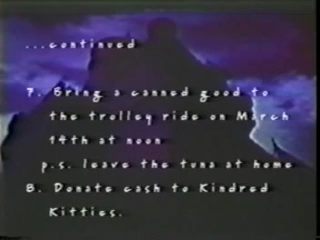 ...continued
7. Bring a canned good to
the trolley ride on March
14th at noon
p.s. leave the tuna at home
8. Donate cash to Kindred
Kitties.